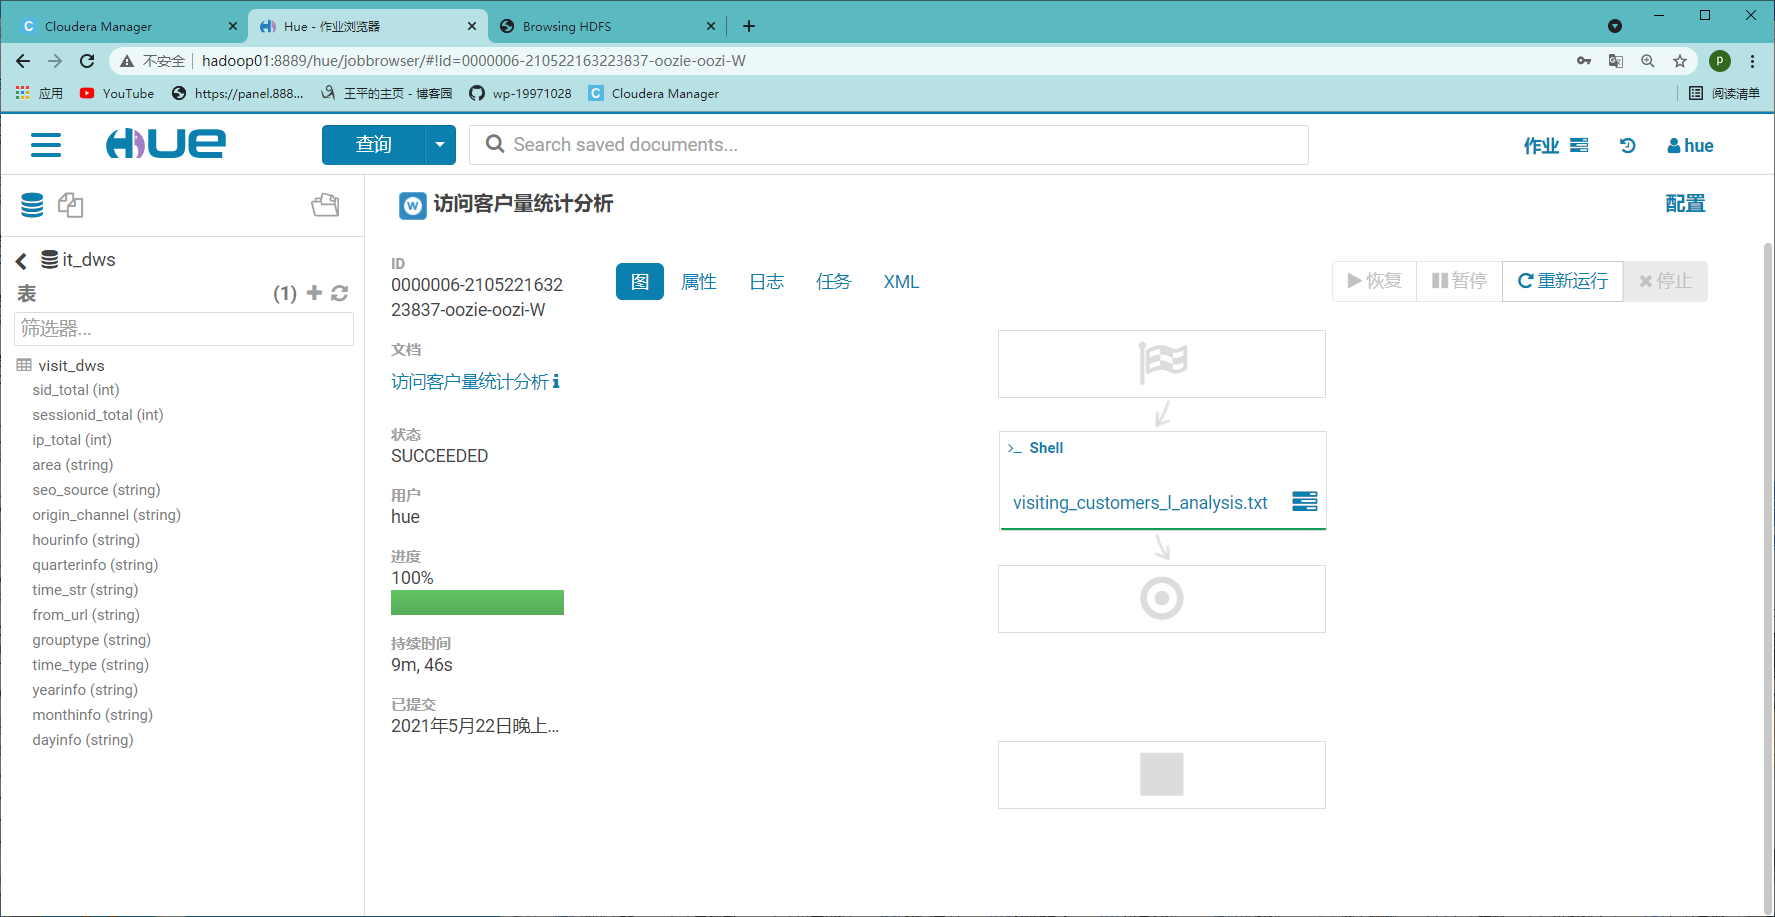 Cloudera Manager
Hue - 作业浏览器
Browsing HDFS
不安全
hadoop01:8889/hue/jobbrowser/#!id=0000006-210522163223837-oozie-oozi-W
P
应用
YouTube
https://panel.888...
王平的主页 - 博客园
wp-19971028
C
Cloudera Manager
阅读清单
HUE
查询
Search saved documents...
作业
hue
it_dws
表
(1)
筛选器...
visit_dws
sid_total (int)
sessionid_total (int)
ip_total (int)
area (string)
seo_source (string)
origin_channel (string)
hourinfo (string)
quarterinfo (string)
time_str (string)
from_url (string)
grouptype (string)
time_type (string)
yearinfo (string)
monthinfo (string)
dayinfo (string)
W
访问客户量统计分析
配置
ID
0000006-2105221632
23837-oozie-oozi-W
文档
访问客户量统计分析
状态
SUCCEEDED
用户
hue
进度
100%
持续时间
9m, 46s
已提交
2021年5月22日晚上...
图
属性
日志
任务
XML
恢复
暂停
重新运行
停止
>_ Shell
visiting_customers_l_analysis.txt